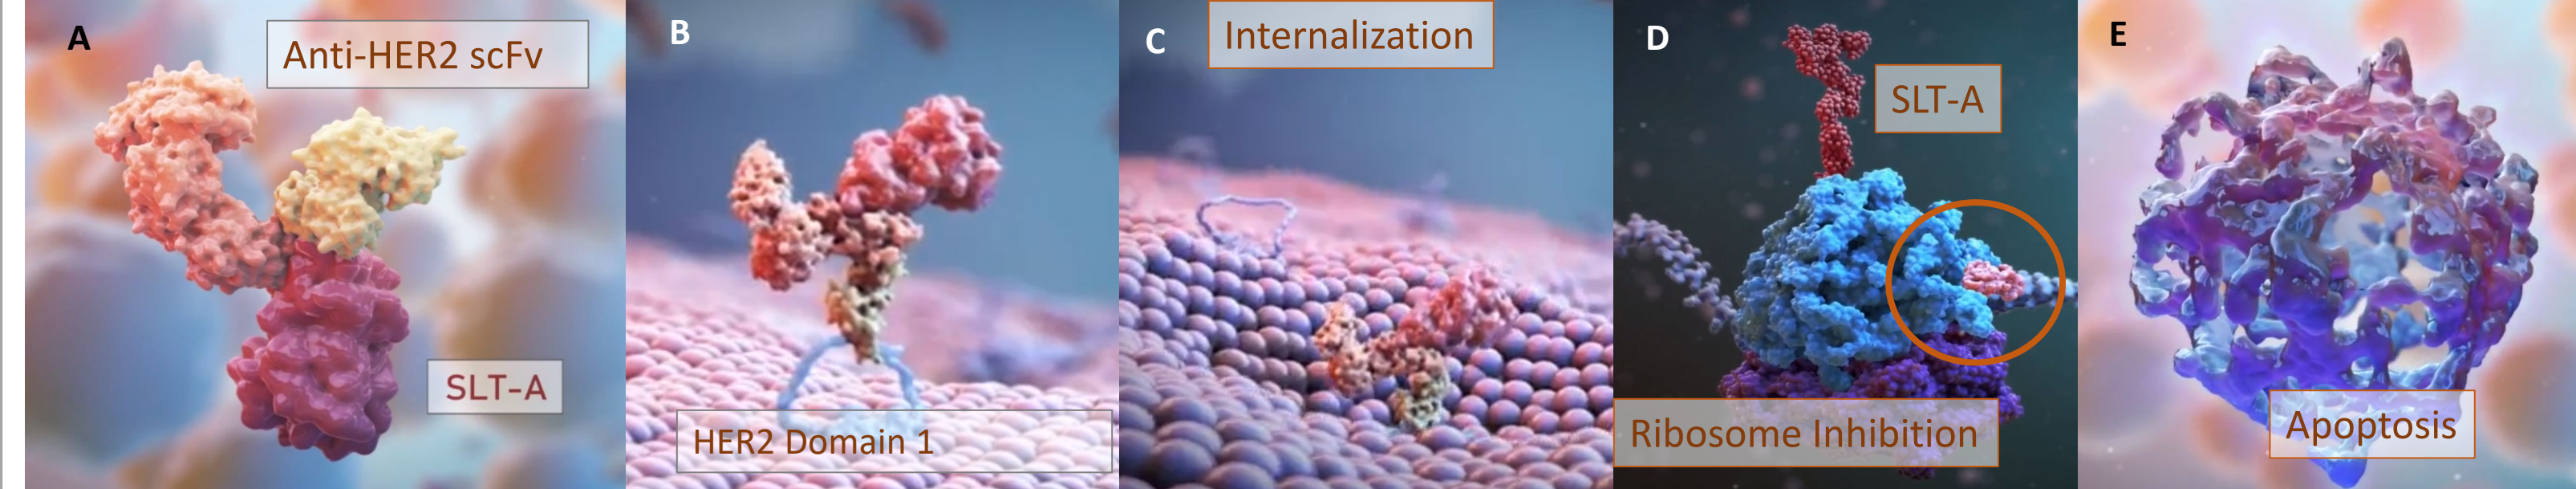 A
Anti-HER2 scFv
SLT-A
B
HER2 Domain 1
C
Internalization
D
SLT-A
Ribosome Inhibition
E
Apoptosis